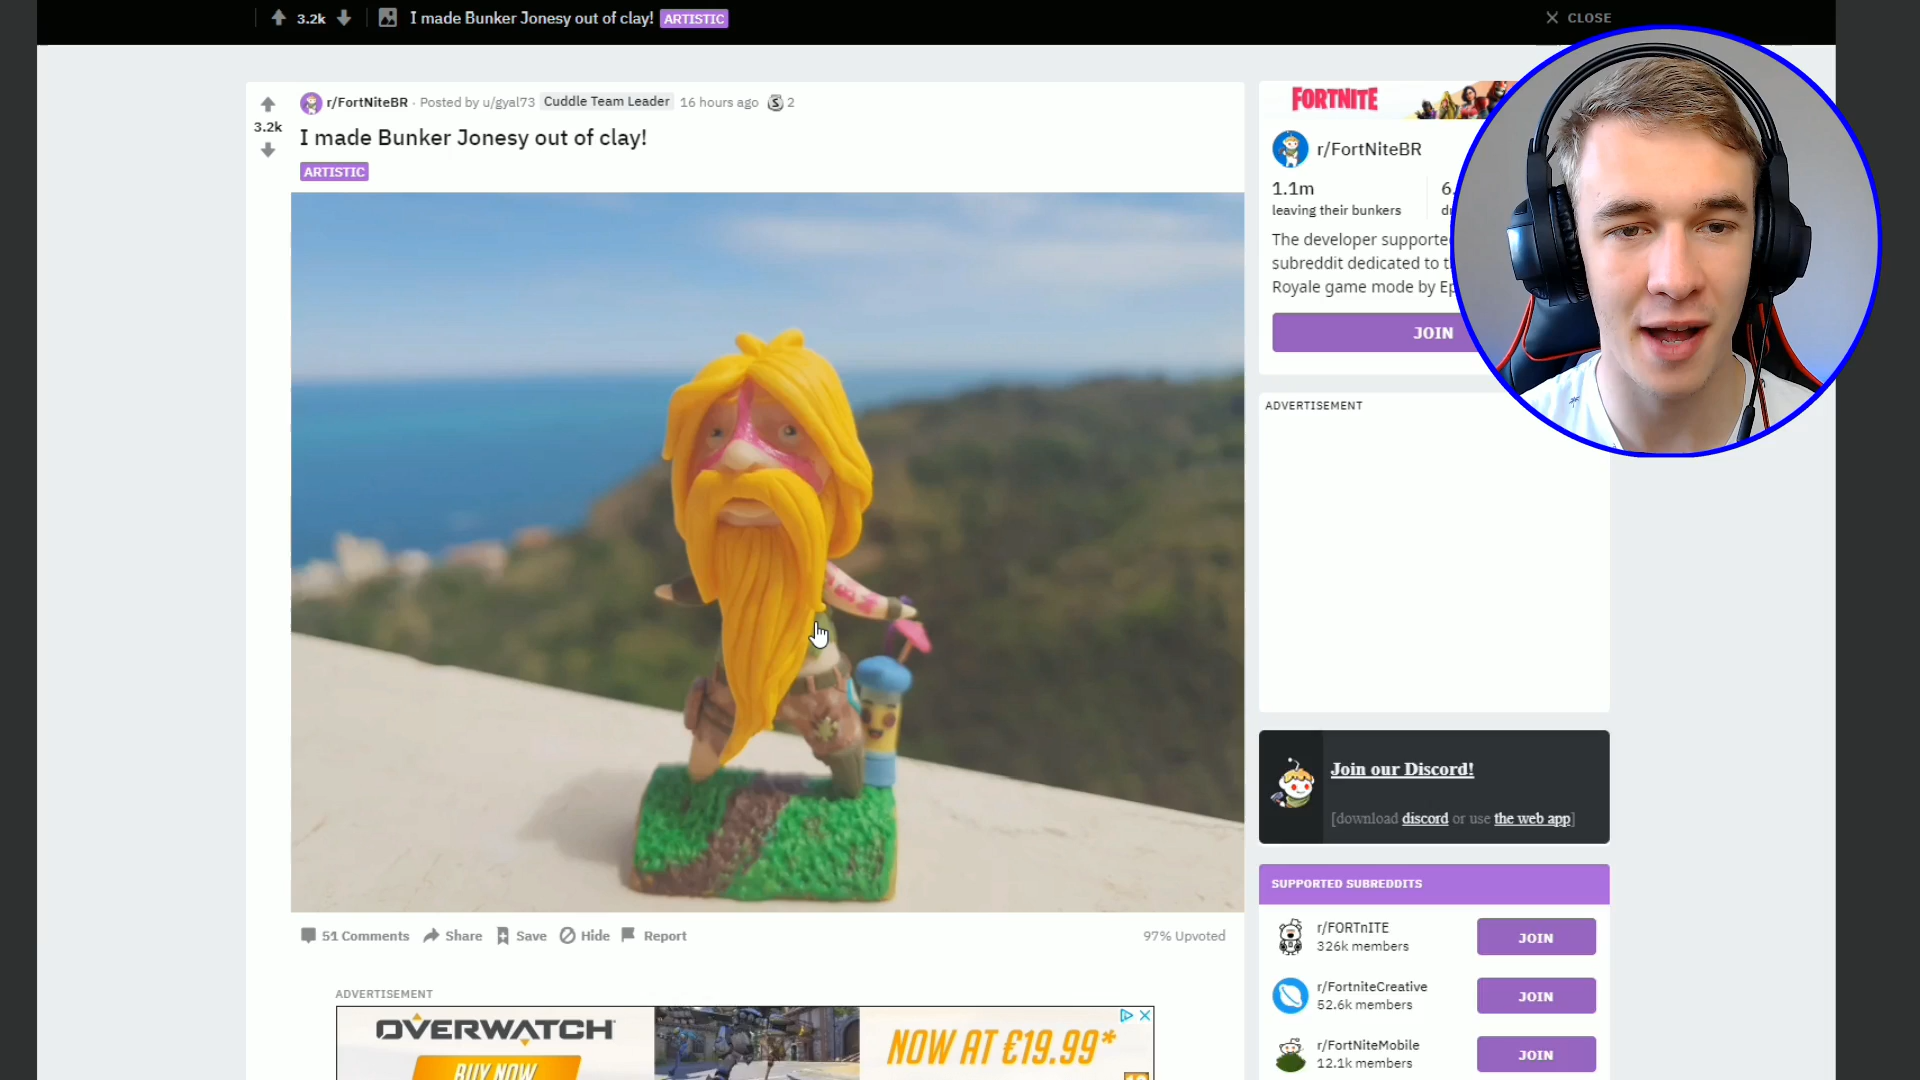 3.2k
I made Bunker Jonesy out of clay! ARTISTIC
CLOSE
r/FortNiteBR · Posted by u/gyal73 Cuddle Team Leader 16 hours ago S 2
3.2k
I made Bunker Jonesy out of clay!
ARTISTIC
51 Comments Share Save Hide Report
97% Upvoted
ADVERTISEMENT
OVERWATCH
BUY NOW
NOW AT €19.99*
FORTNITE
r/FortNiteBR
1.1m
leaving their bunkers
The developer supported
subreddit dedicated to
Royale game mode by
JOIN
ADVERTISEMENT
Join our Discord!
[download discord or use the web app]
SUPPORTED SUBREDDITS
r/FORTnITE
326k members
JOIN
r/FortniteCreative
52.6k members
JOIN
r/FortNiteMobile
12.1k members
JOIN